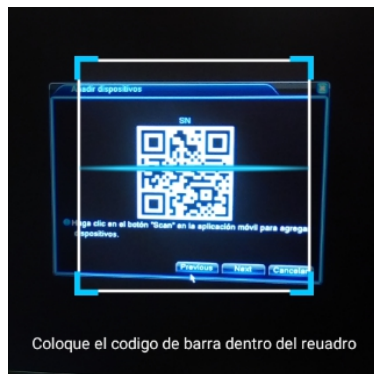 Añadir dispositivos
SN
Haga clic en el botón "Scan" en la aplicación móvil para agregar
dispositivos.
Previous Next Cancelar
Coloque el codigo de barra dentro del reuadro